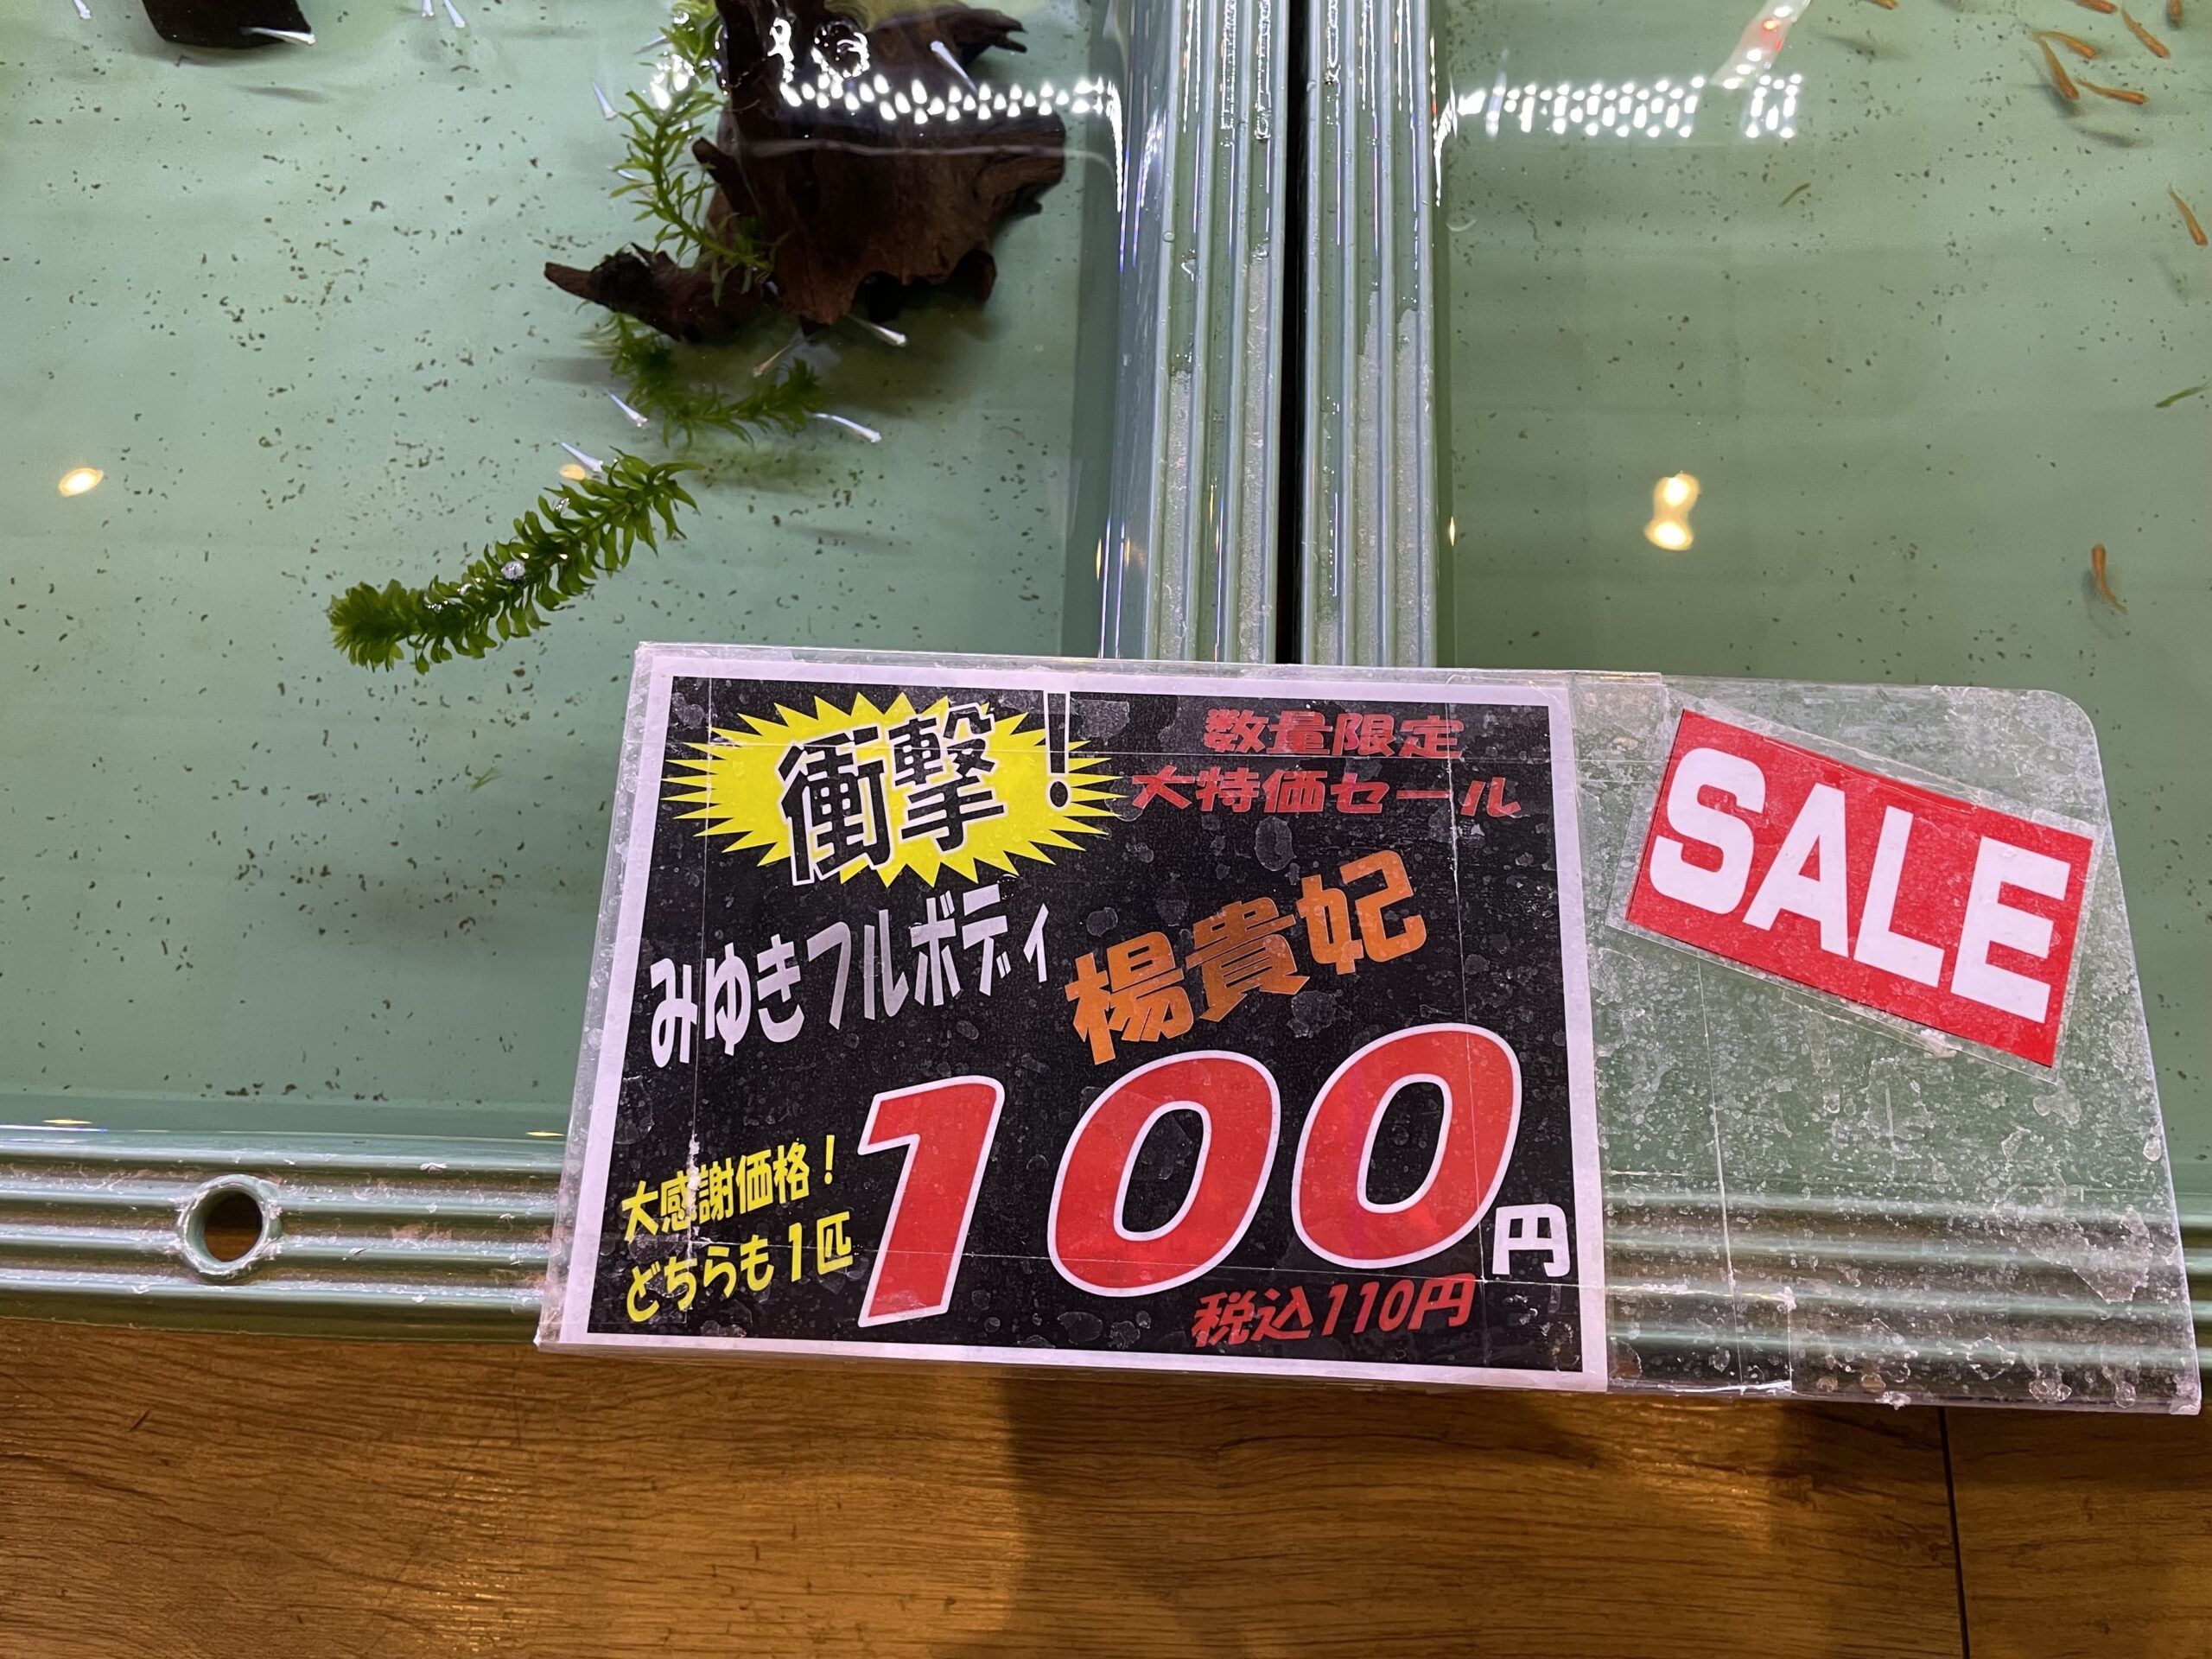 衝撃!
数量限定
大特価セール
みゆきフルボディ
楊貴妃
大感謝価格!
どちらも1匹
100円
税込110円
SALE